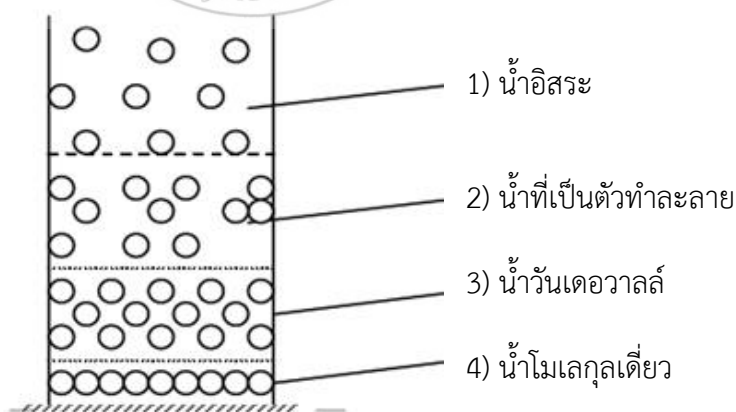 1) น้ำอิสระ
2) น้ำที่เป็นตัวทำละลาย
3) น้ำวันเดอวาลล์
4) น้ำโมเลกุลเดี่ยว